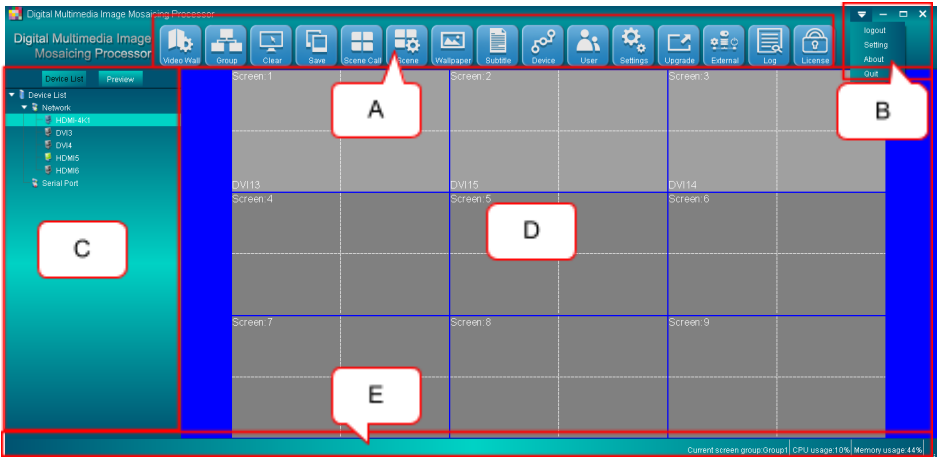 Digital Multimedia Image Mosaicing Processor
Digital Multimedia Image
Mosaicing Processor
Video Wall Group Clear Save Scene Call Scene Wallpaper Subtitle Device User Settings Upgrade External Log License
logout
Setting
About
Quit
A
B
Device List Preview
Device List
Network
HDMI-4K1
DVI3
DVI4
HDMI5
HDMI6
Serial Port
C
Screen:1 Screen:2 Screen:3
DVI13 DVI15 DVI14
Screen:4 Screen:5 Screen:6
D
Screen:7 Screen:8 Screen:9
E
Current screen group:Group1 CPU usage:10% Memory usage:44%